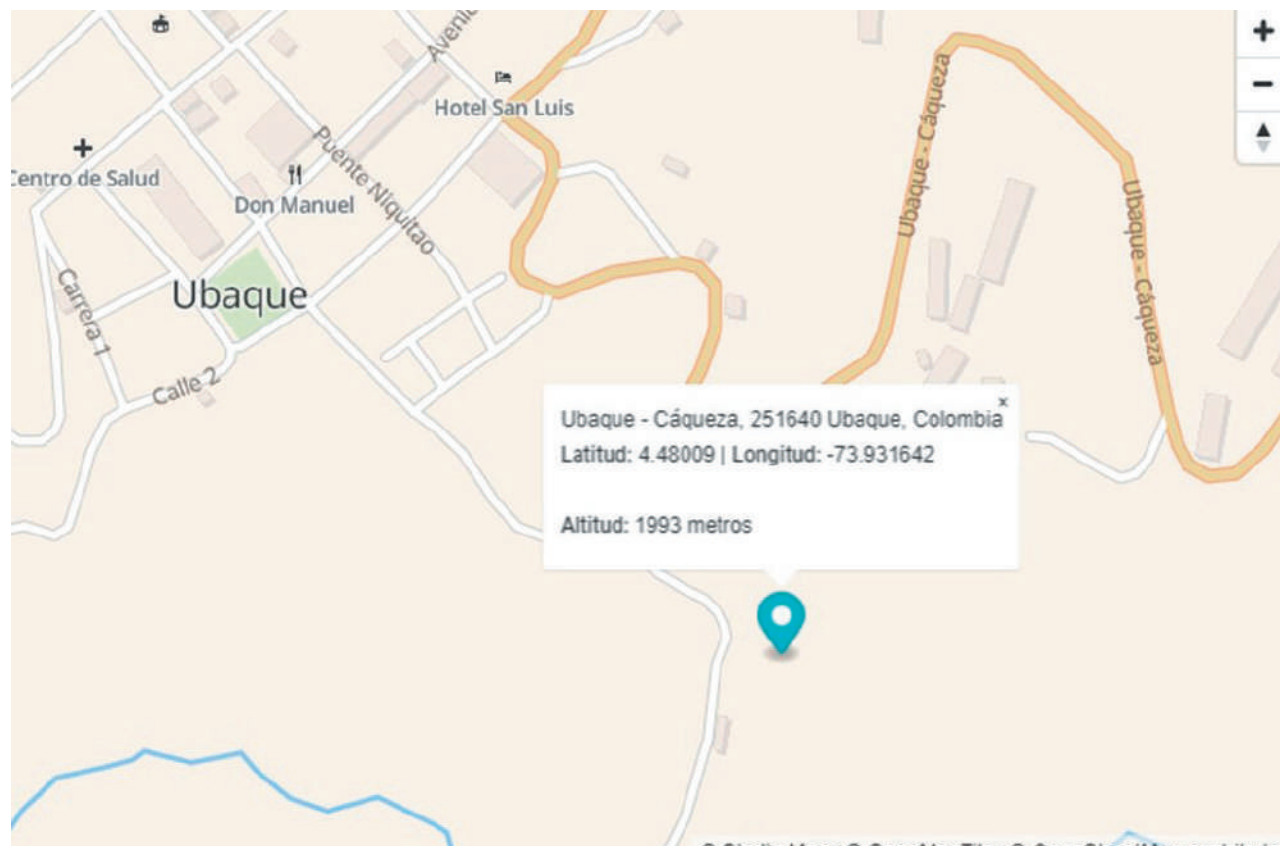 Avenid
Hotel San Luis
Puente Niquitao
Centro de Salud
Don Manuel
Ubaque
Carrera 1
Calle 2
Ubaque - Cáqueza
Ubaque - Cáqueza
+
−
×
Ubaque - Cáqueza, 251640 Ubaque, Colombia
Latitud: 4.48009 | Longitud: -73.931642
Altitud: 1993 metros